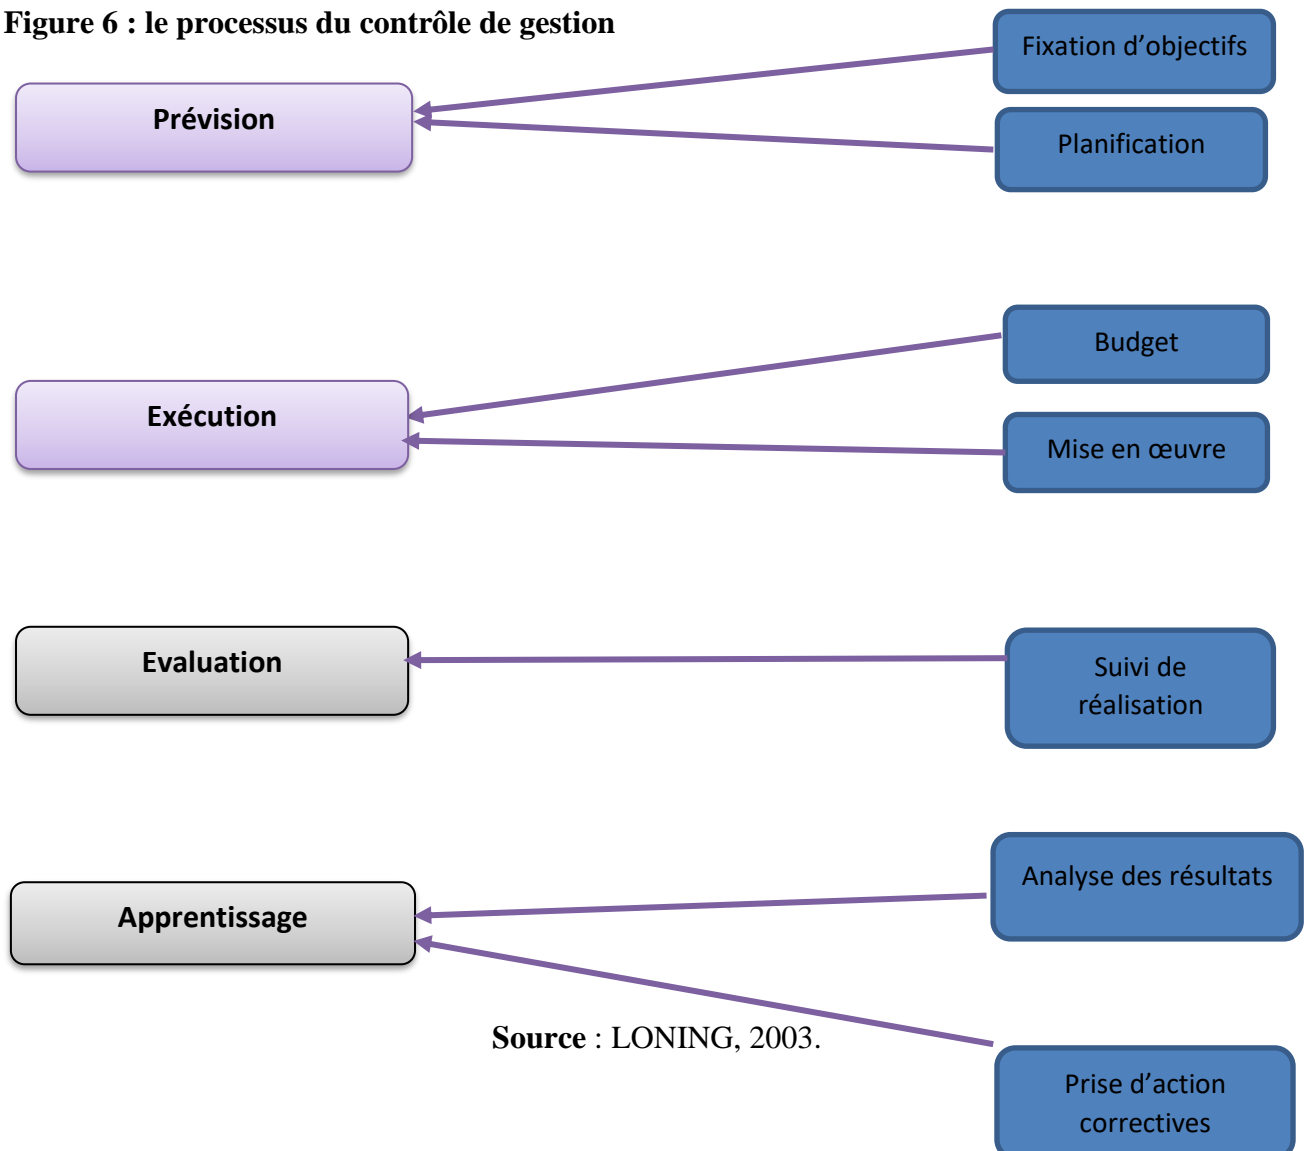 Figure 6 : le processus du contrôle de gestion
Fixation d’objectifs
Prévision
Planification
Budget
Exécution
Mise en œuvre
Evaluation
Suivi de
réalisation
Analyse des résultats
Apprentissage
Source : LONING, 2003.
Prise d’action
correctives